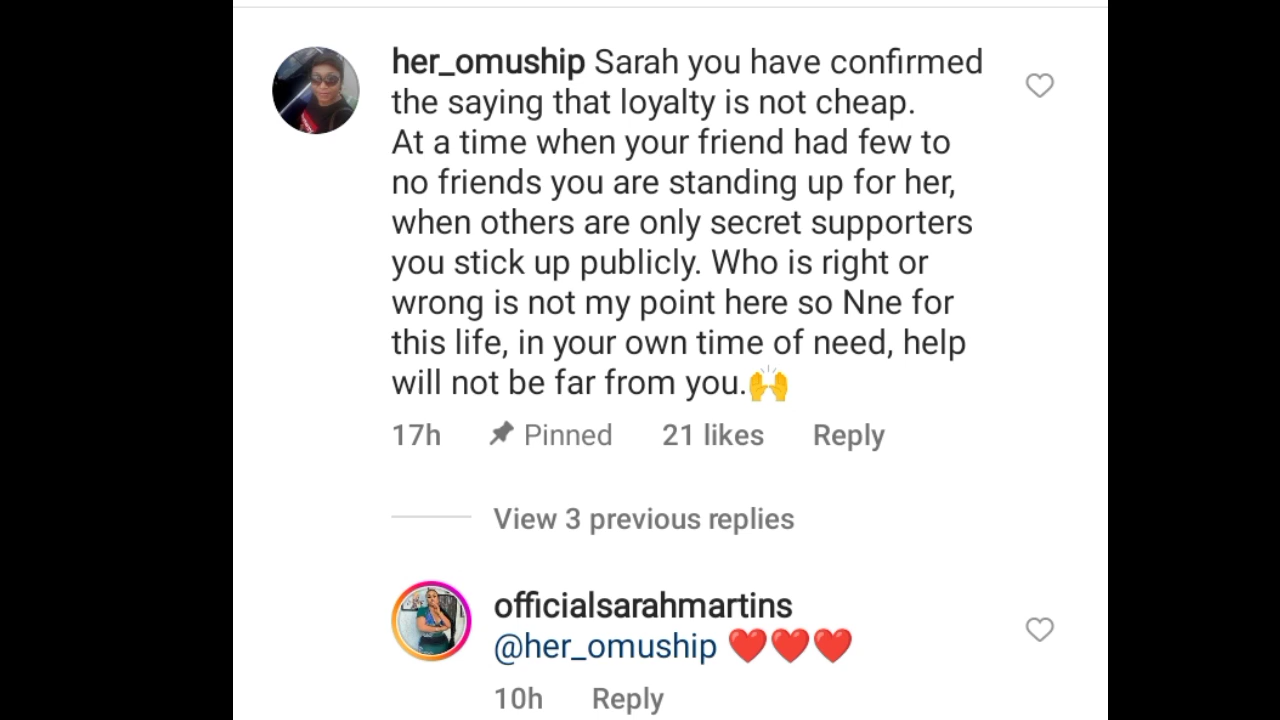 her_omuship Sarah you have confirmed
the saying that loyalty is not cheap.
At a time when your friend had few to
no friends you are standing up for her,
when others are only secret supporters
you stick up publicly. Who is right or
wrong is not my point here so Nne for
this life, in your own time of need, help
will not be far from you.🙌
17h Pinned 21 likes Reply
View 3 previous replies
officialsarahmartins
@her_omuship ❤️❤️❤️
10h Reply